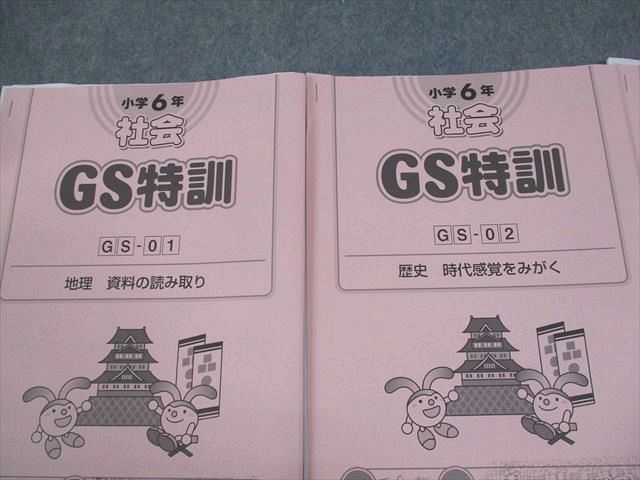 小学6年
社会
GS特訓
GS-01
地理 資料の読み取り
小学6年
社会
GS特訓
GS-02
歴史 時代感覚をみがく